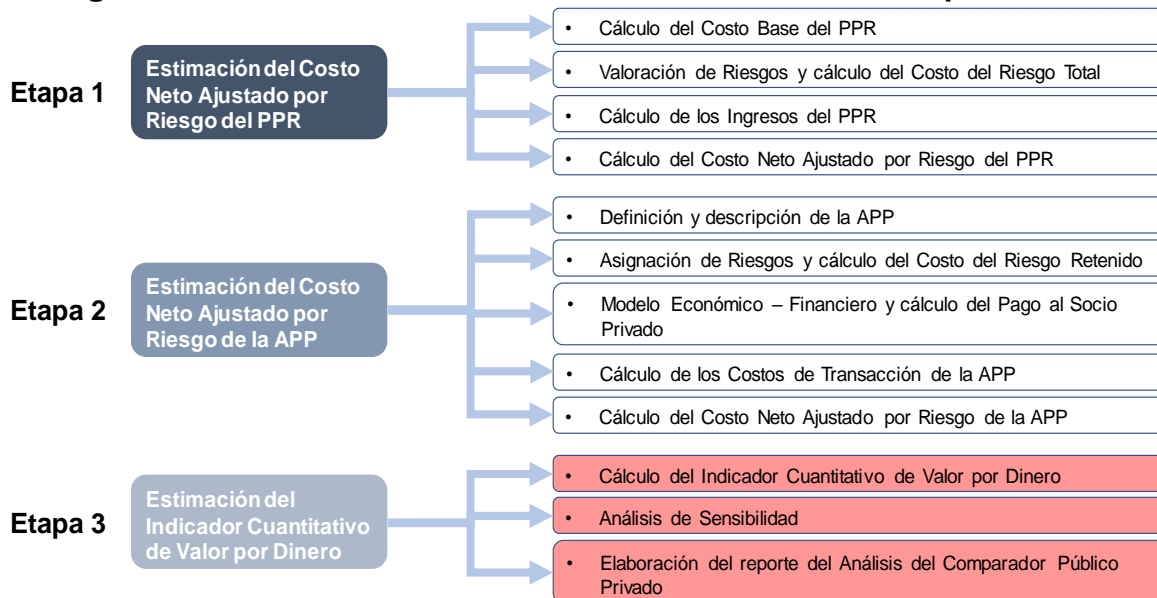 Etapa 1
Estimación del Costo
Neto Ajustado por
Riesgo del PPR
• Cálculo del Costo Base del PPR
• Valoración de Riesgos y cálculo del Costo del Riesgo Total
• Cálculo de los Ingresos del PPR
• Cálculo del Costo Neto Ajustado por Riesgo del PPR
Etapa 2
Estimación del Costo
Neto Ajustado por
Riesgo de la APP
• Definición y descripción de la APP
• Asignación de Riesgos y cálculo del Costo del Riesgo Retenido
• Modelo Económico – Financiero y cálculo del Pago al Socio
Privado
• Cálculo de los Costos de Transacción de la APP
• Cálculo del Costo Neto Ajustado por Riesgo de la APP
Etapa 3
Estimación del
Indicador Cuantitativo
de Valor por Dinero
• Cálculo del Indicador Cuantitativo de Valor por Dinero
• Análisis de Sensibilidad
• Elaboración del reporte del Análisis del Comparador Público
Privado